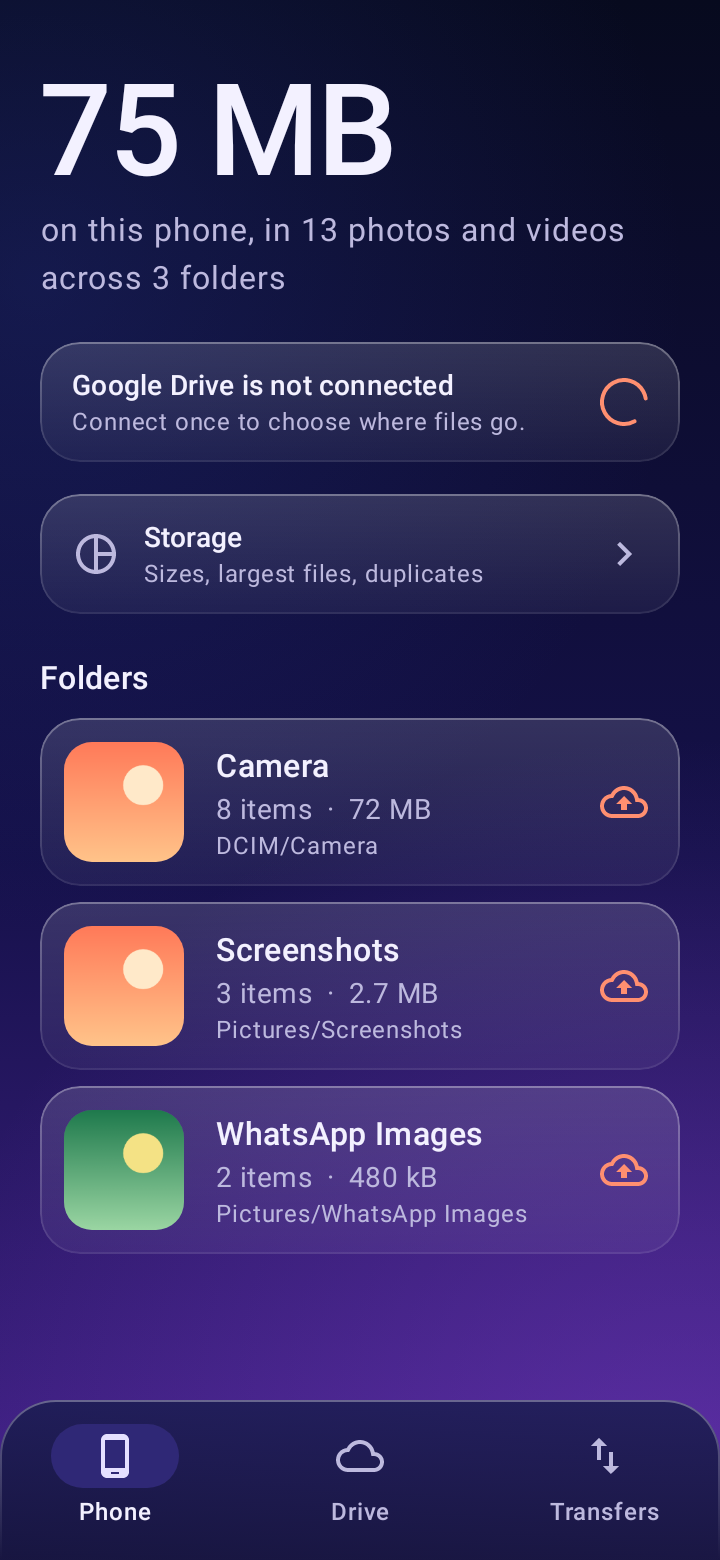 75 MB
on this phone, in 13 photos and videos
across 3 folders
Google Drive is not connected
Connect once to choose where files go.
Storage
Sizes, largest files, duplicates
Folders
Camera
8 items · 72 MB
DCIM/Camera
Screenshots
3 items · 2.7 MB
Pictures/Screenshots
WhatsApp Images
2 items · 480 kB
Pictures/WhatsApp Images
Phone
Drive
Transfers